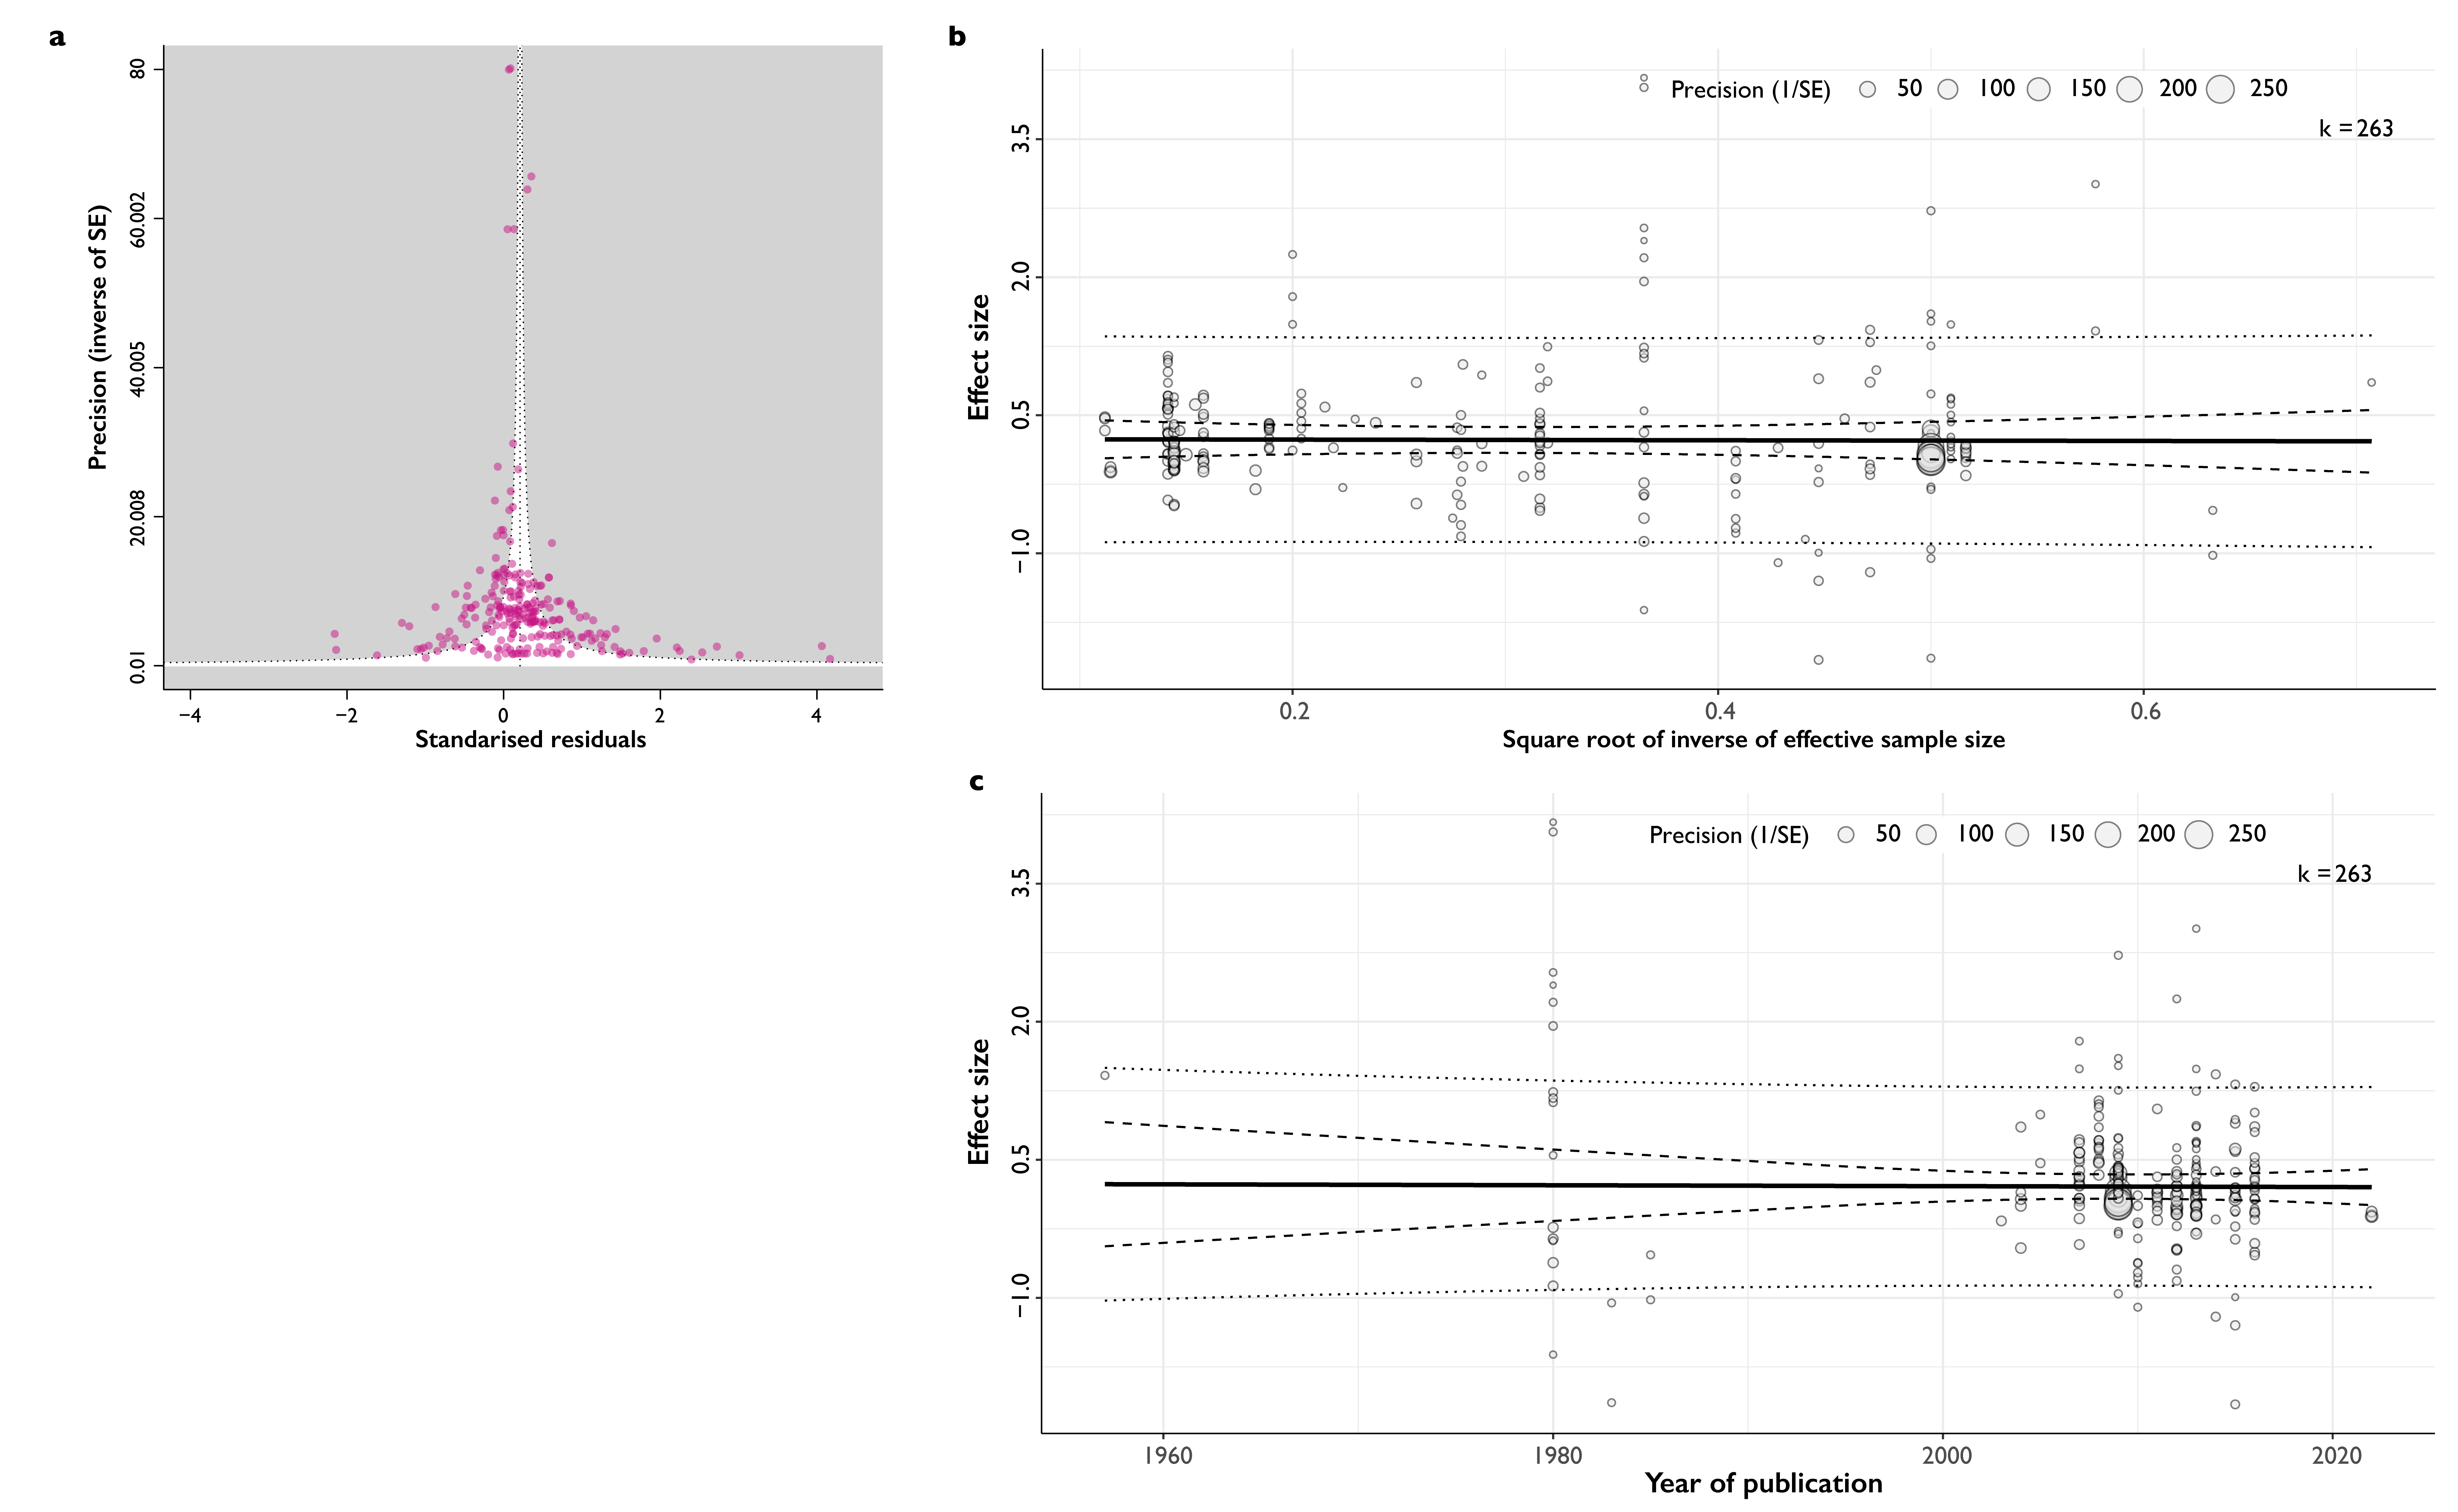 a
80
60.002
40.005
20.008
0.01
Precision (inverse of SE)
−4 −2 0 2 4
Standarised residuals
b
Precision (1/SE) 50 100 150 200 250
k = 263
3.5
2.0
0.5
−1.0
Effect size
0.2 0.4 0.6
Square root of inverse of effective sample size
c
Precision (1/SE) 50 100 150 200 250
k = 263
3.5
2.0
0.5
−1.0
Effect size
1960 1980 2000 2020
Year of publication